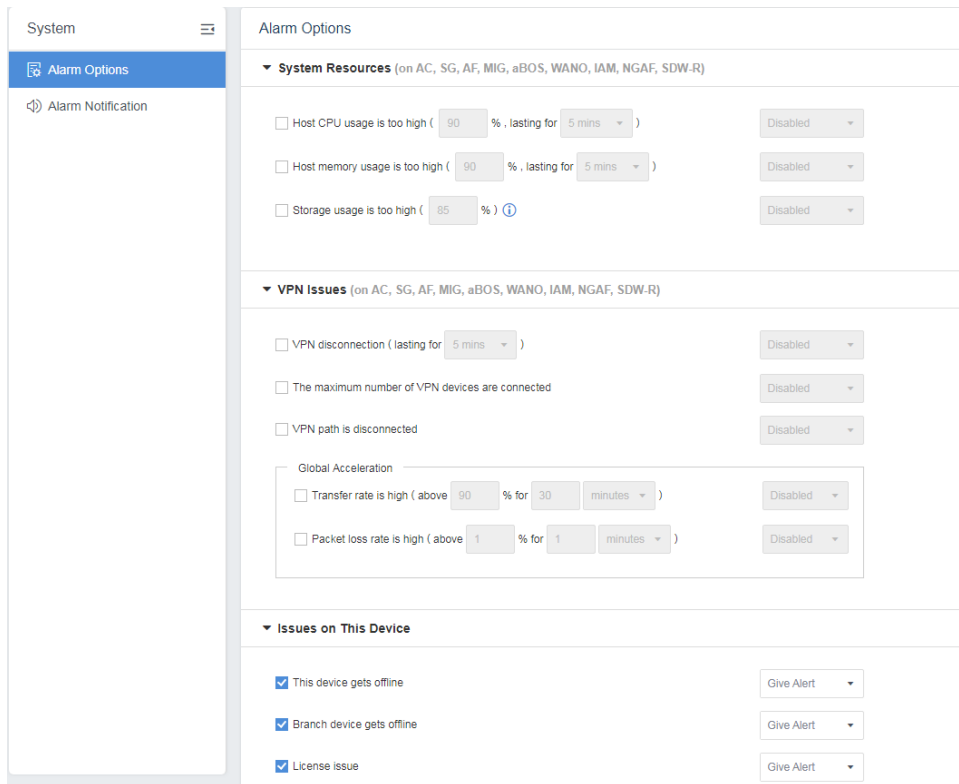 System
Alarm Options
Alarm Notification
Alarm Options
System Resources (on AC, SG, AF, MIG, aBOS, WANO, IAM, NGAF, SDW-R)
Host CPU usage is too high ( 90 % , lasting for 5 mins ) Disabled
Host memory usage is too high ( 90 % , lasting for 5 mins ) Disabled
Storage usage is too high ( 85 % ) Disabled
VPN Issues (on AC, SG, AF, MIG, aBOS, WANO, IAM, NGAF, SDW-R)
VPN disconnection ( lasting for 5 mins ) Disabled
The maximum number of VPN devices are connected Disabled
VPN path is disconnected Disabled
Global Acceleration
Transfer rate is high ( above 90 % for 30 minutes ) Disabled
Packet loss rate is high ( above 1 % for 1 minutes ) Disabled
Issues on This Device
This device gets offline Give Alert
Branch device gets offline Give Alert
License issue Give Alert